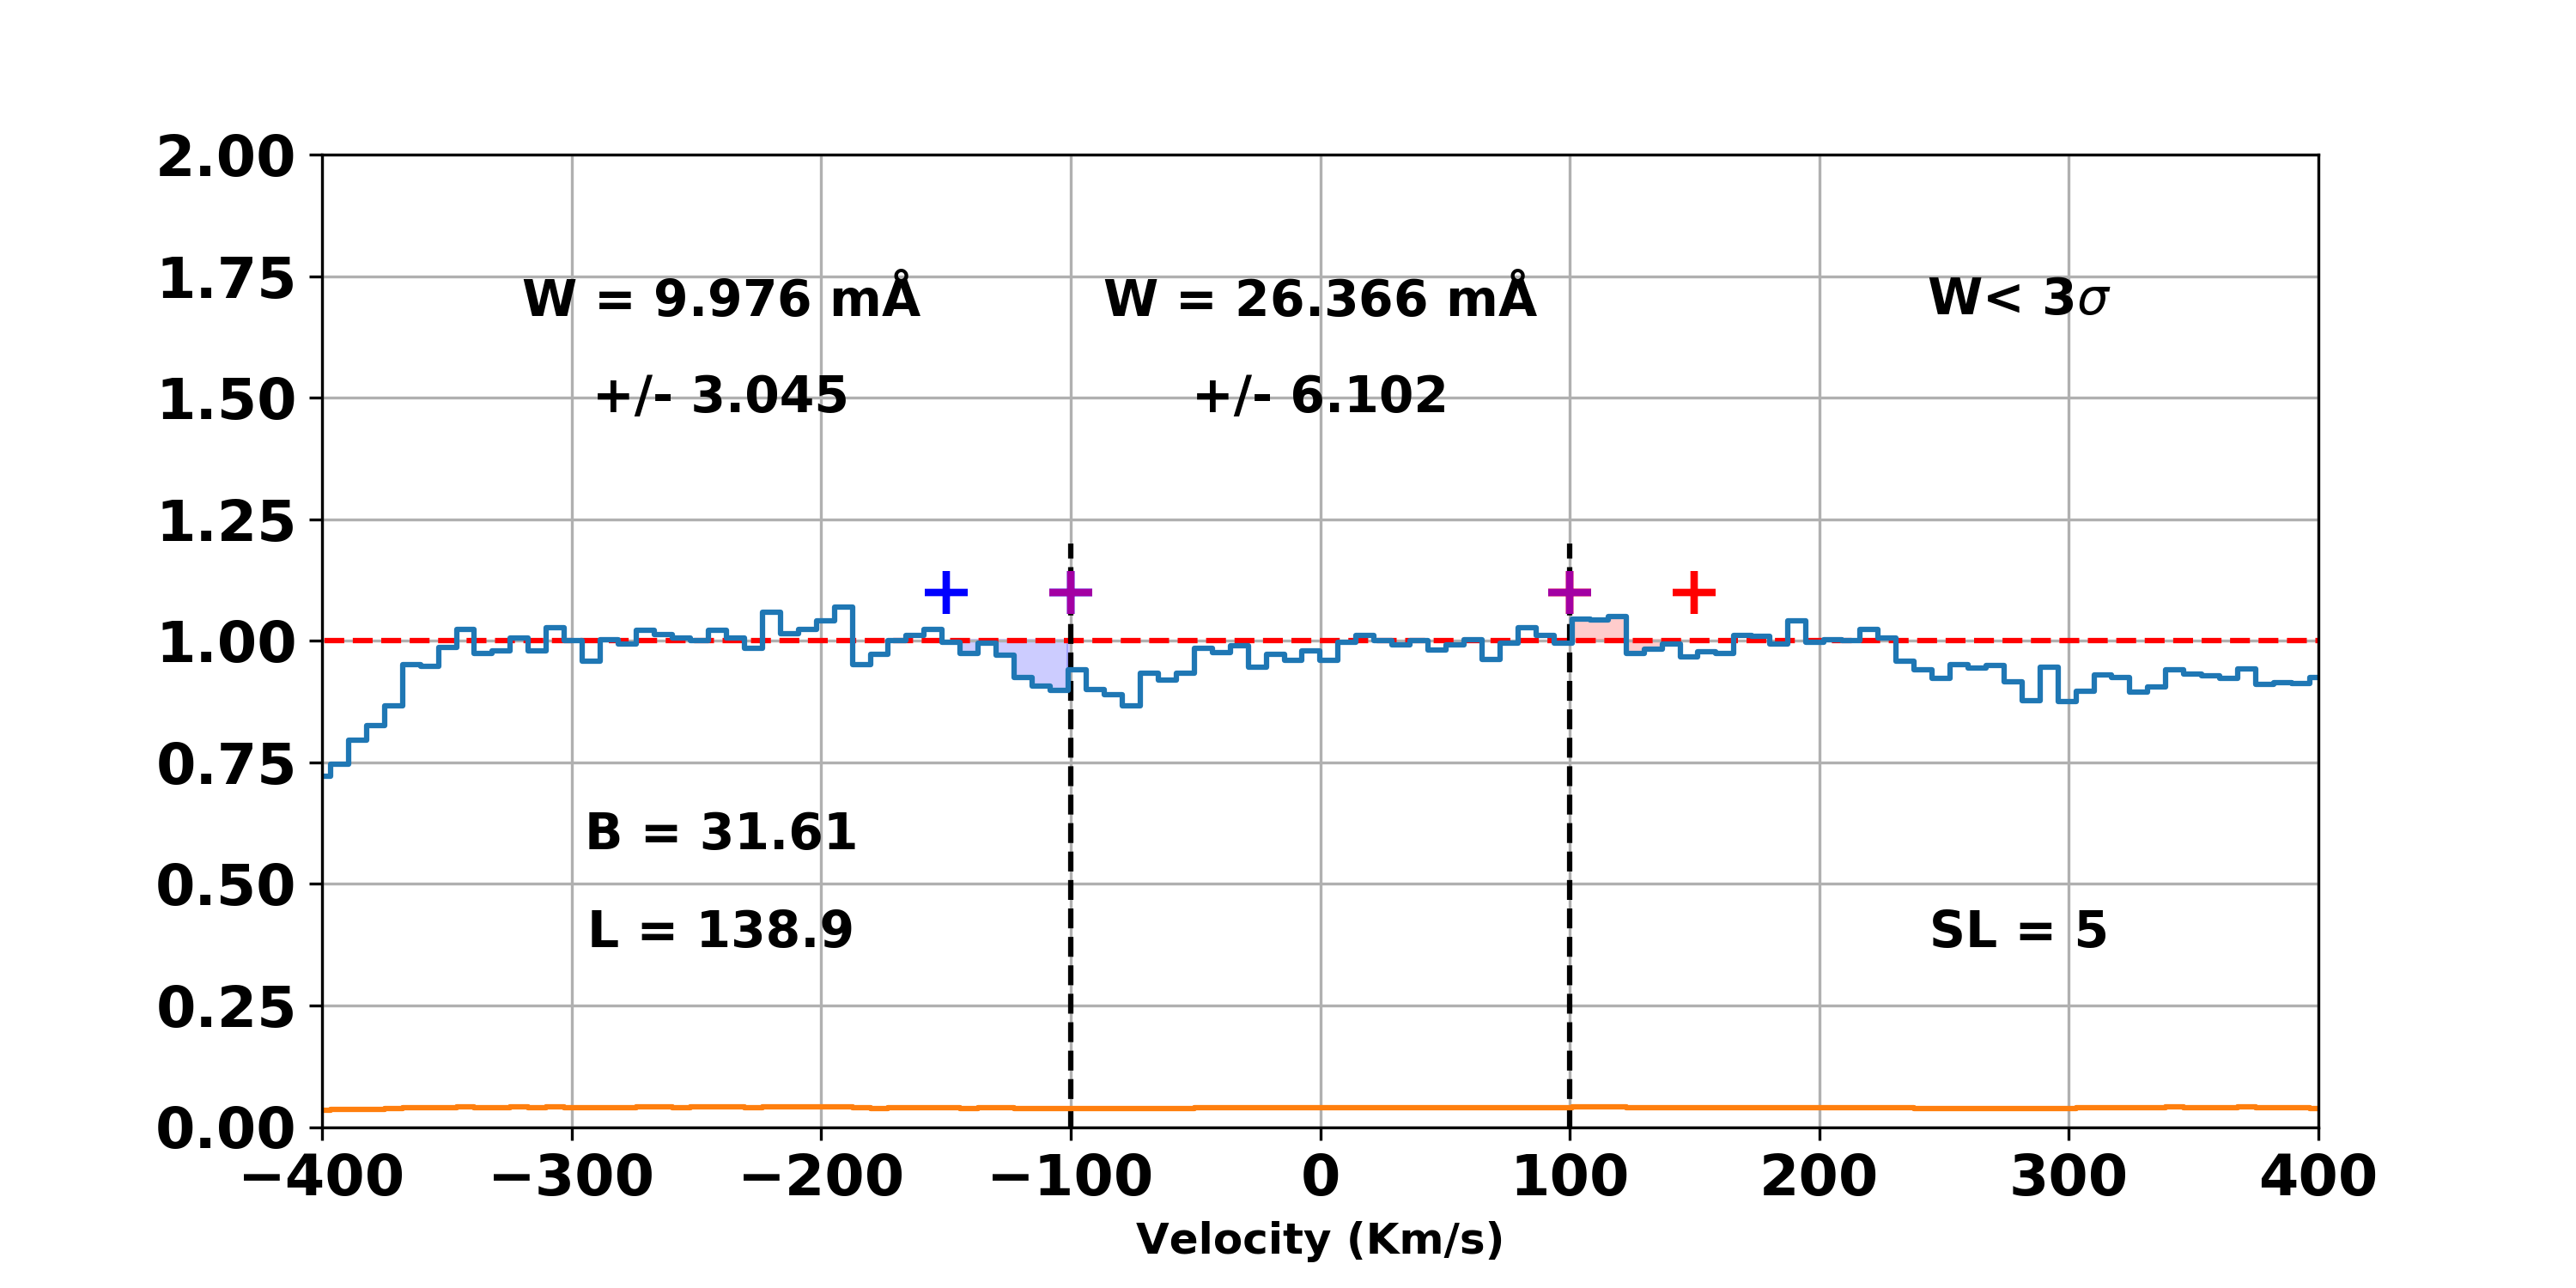 2.00
1.75
1.50
1.25
1.00
0.75
0.50
0.25
0.00
W = 9.976 mÅ
+/- 3.045
W = 26.366 mÅ
+/- 6.102
W< 3σ
B = 31.61
L = 138.9
SL = 5
−400 −300 −200 −100 0 100 200 300 400
Velocity (Km/s)